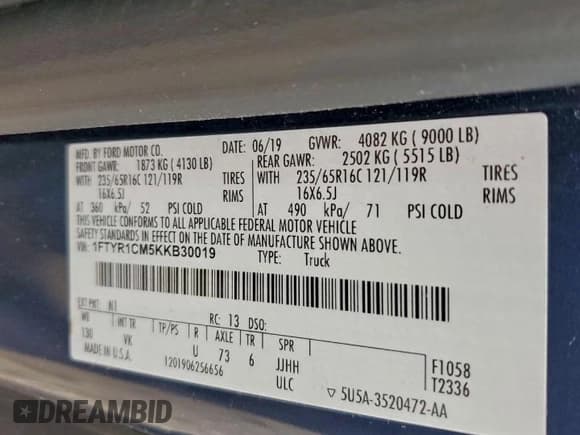 MFD. BY FORD MOTOR CO.
DATE: 06/19 GVWR: 4082 KG ( 9000 LB)
FRONT GAWR: 1873 KG ( 4130 LB)
REAR GAWR: 2502 KG ( 5515 LB)
WITH 235/65R16C 121/119R TIRES
WITH 235/65R16C 121/119R TIRES
16X6.5J RIMS
16X6.5J RIMS
AT 360 kPa/ 52 PSI COLD
AT 490 kPa/ 71 PSI COLD
THIS VEHICLE CONFORMS TO ALL APPLICABLE FEDERAL MOTOR VEHICLE
SAFETY STANDARDS IN EFFECT ON THE DATE OF MANUFACTURE SHOWN ABOVE.
VIN: 1FTYR1CM5KKB30019
TYPE: Truck
EXT PNT: N1
RC: 13 DSO:
WB INT TR TP/PS R AXLE TR SPR
130 VK U 73 6 JJHH
ULC
F1058
T2336
MADE IN U.S.A.
1201906256656
▽ 5U5A-3520472-AA
DREAMBID